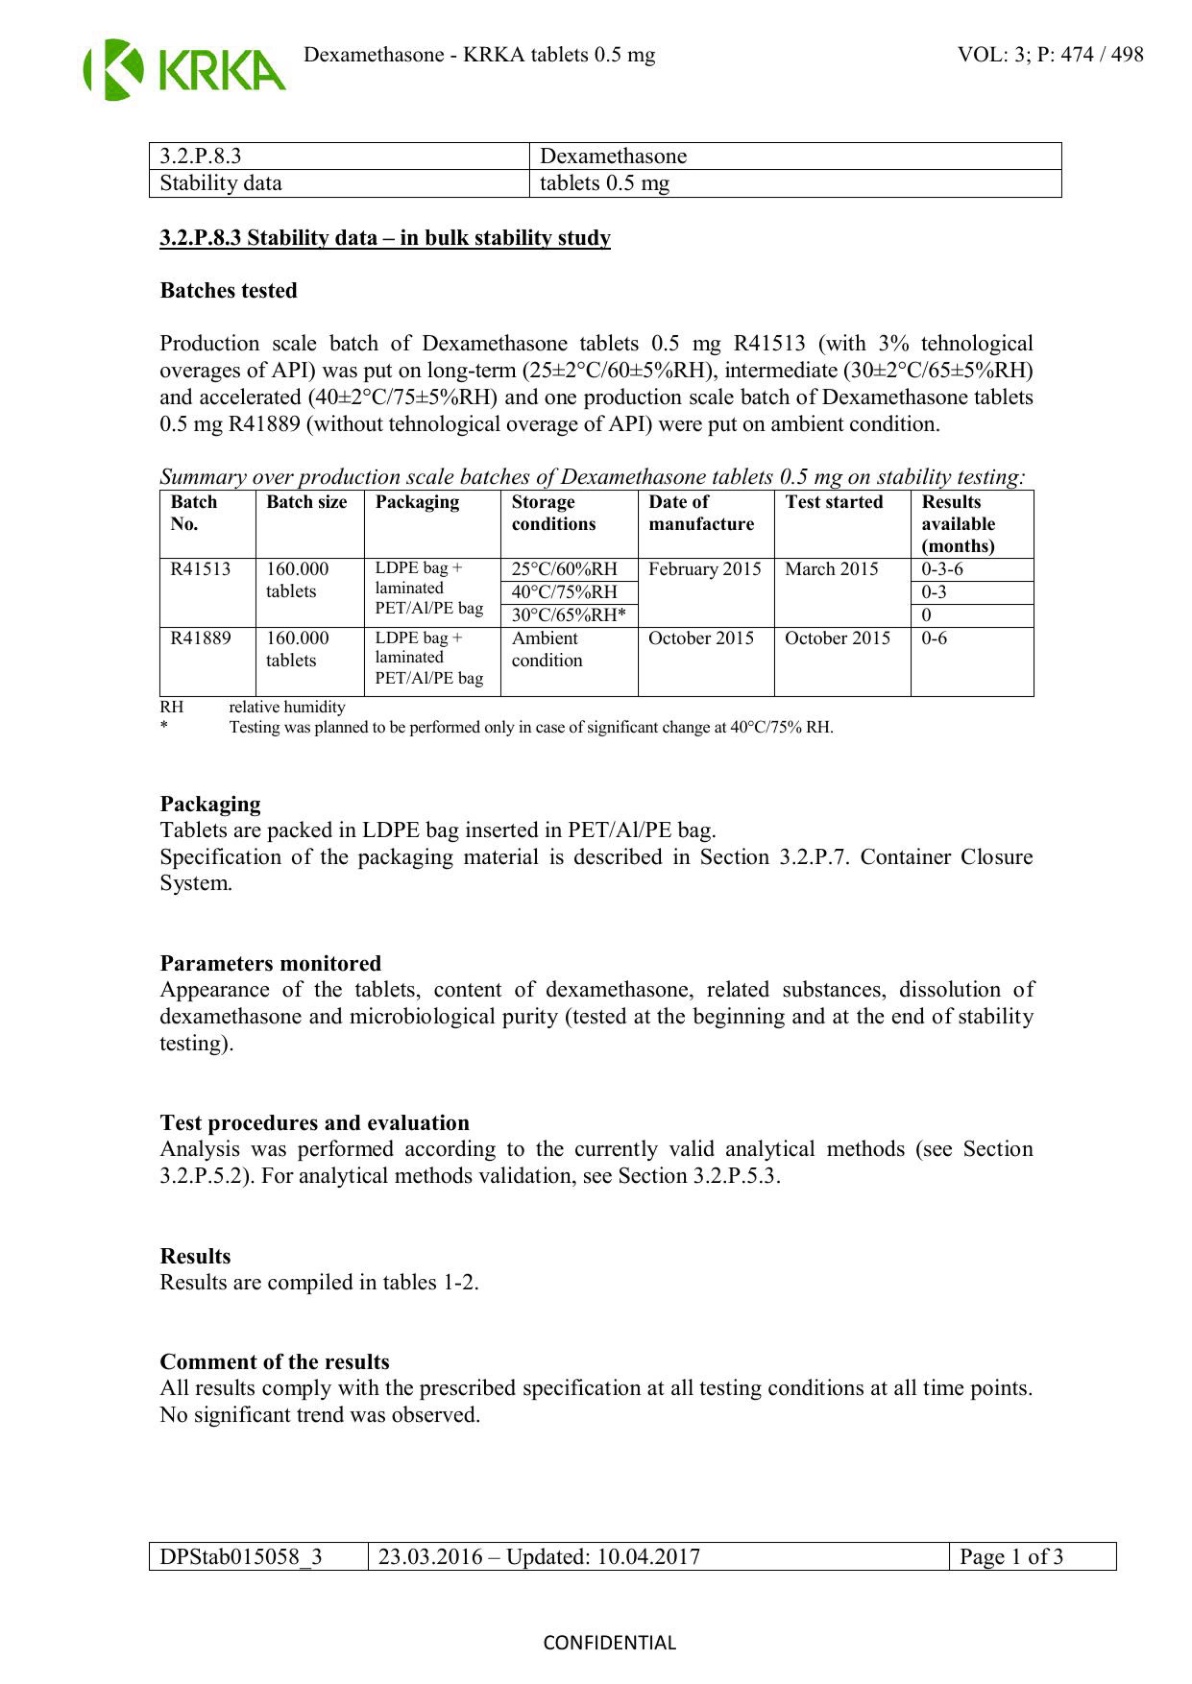 KRKA
Dexamethasone - KRKA tablets 0.5 mg
VOL: 3; P: 474 / 498
3.2.P.8.3
Dexamethasone
Stability data
tablets 0.5 mg
3.2.P.8.3 Stability data – in bulk stability study
Batches tested
Production scale batch of Dexamethasone tablets 0.5 mg R41513 (with 3% tehnological
overages of API) was put on long-term (25±2°C/60±5%RH), intermediate (30±2°C/65±5%RH)
and accelerated (40±2°C/75±5%RH) and one production scale batch of Dexamethasone tablets
0.5 mg R41889 (without tehnological overage of API) were put on ambient condition.
Summary over production scale batches of Dexamethasone tablets 0.5 mg on stability testing:
Batch No.
Batch size
Packaging
Storage conditions
Date of manufacture
Test started
Results available (months)
R41513
160.000 tablets
LDPE bag + laminated PET/Al/PE bag
25°C/60%RH
February 2015
March 2015
0-3-6
40°C/75%RH
0-3
30°C/65%RH*
0
R41889
160.000 tablets
LDPE bag + laminated PET/Al/PE bag
Ambient condition
October 2015
October 2015
0-6
RH relative humidity
* Testing was planned to be performed only in case of significant change at 40°C/75% RH.
Packaging
Tablets are packed in LDPE bag inserted in PET/Al/PE bag.
Specification of the packaging material is described in Section 3.2.P.7. Container Closure
System.
Parameters monitored
Appearance of the tablets, content of dexamethasone, related substances, dissolution of
dexamethasone and microbiological purity (tested at the beginning and at the end of stability
testing).
Test procedures and evaluation
Analysis was performed according to the currently valid analytical methods (see Section
3.2.P.5.2). For analytical methods validation, see Section 3.2.P.5.3.
Results
Results are compiled in tables 1-2.
Comment of the results
All results comply with the prescribed specification at all testing conditions at all time points.
No significant trend was observed.
DPStab015058_3
23.03.2016 – Updated: 10.04.2017
Page 1 of 3
CONFIDENTIAL